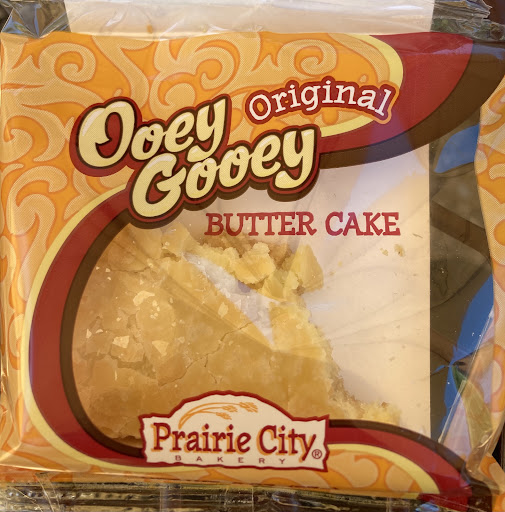 Original
Ooey
Gooey
BUTTER CAKE
Prairie City
BAKERY ®